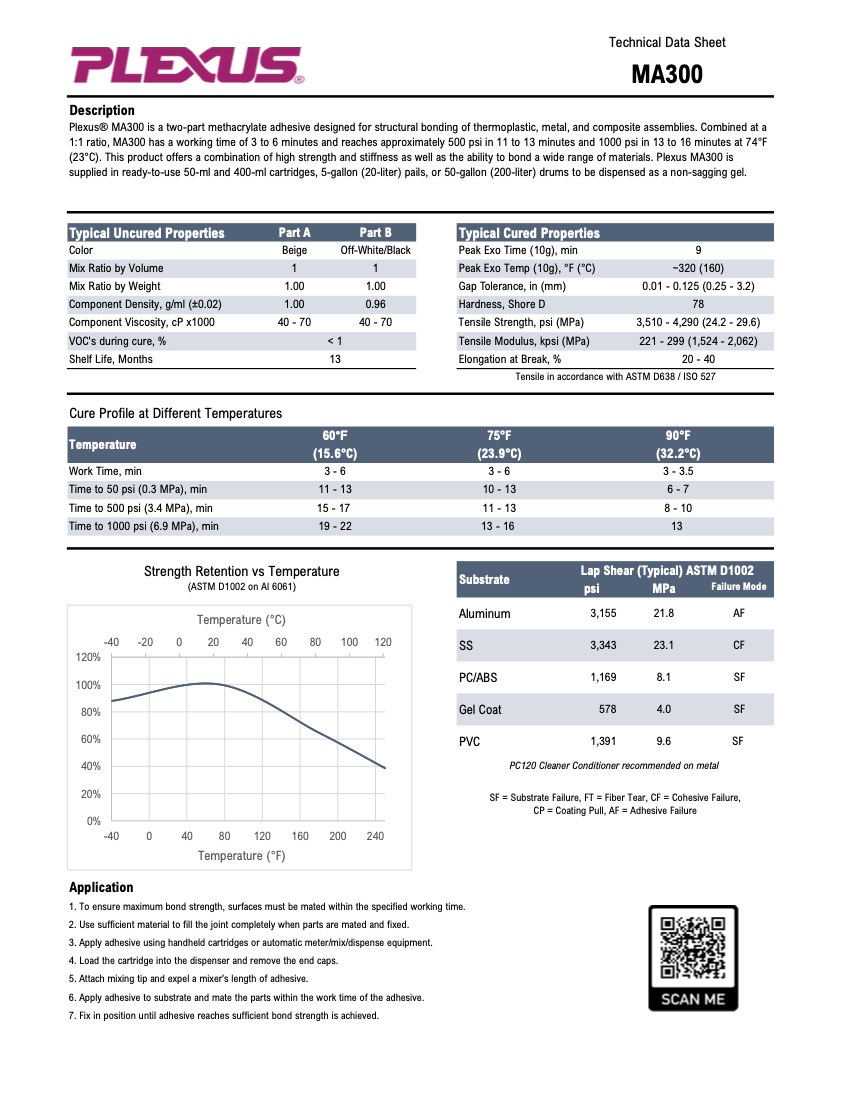 PLEXUS®
Technical Data Sheet
MA300
Description
Plexus® MA300 is a two-part methacrylate adhesive designed for structural bonding of thermoplastic, metal, and composite assemblies. Combined at a
1:1 ratio, MA300 has a working time of 3 to 6 minutes and reaches approximately 500 psi in 11 to 13 minutes and 1000 psi in 13 to 16 minutes at 74°F
(23°C). This product offers a combination of high strength and stiffness as well as the ability to bond a wide range of materials. Plexus MA300 is
supplied in ready-to-use 50-ml and 400-ml cartridges, 5-gallon (20-liter) pails, or 50-gallon (200-liter) drums to be dispensed as a non-sagging gel.
Typical Uncured Properties Part A Part B
Color Beige Off-White/Black
Mix Ratio by Volume 1 1
Mix Ratio by Weight 1.00 1.00
Component Density, g/ml (±0.02) 1.00 0.96
Component Viscosity, cP x1000 40 - 70 40 - 70
VOC's during cure, % < 1
Shelf Life, Months 13
Typical Cured Properties
Peak Exo Time (10g), min 9
Peak Exo Temp (10g), °F (°C) ~320 (160)
Gap Tolerance, in (mm) 0.01 - 0.125 (0.25 - 3.2)
Hardness, Shore D 78
Tensile Strength, psi (MPa) 3,510 - 4,290 (24.2 - 29.6)
Tensile Modulus, kpsi (MPa) 221 - 299 (1,524 - 2,062)
Elongation at Break, % 20 - 40
Tensile in accordance with ASTM D638 / ISO 527
Cure Profile at Different Temperatures
Temperature 60°F (15.6°C) 75°F (23.9°C) 90°F (32.2°C)
Work Time, min 3 - 6 3 - 6 3 - 3.5
Time to 50 psi (0.3 MPa), min 11 - 13 10 - 13 6 - 7
Time to 500 psi (3.4 MPa), min 15 - 17 11 - 13 8 - 10
Time to 1000 psi (6.9 MPa), min 19 - 22 13 - 16 13
Strength Retention vs Temperature
(ASTM D1002 on Al 6061)
Temperature (°C)
-40 -20 0 20 40 60 80 100 120
120%
100%
80%
60%
40%
20%
0%
-40 0 40 80 120 160 200 240
Temperature (°F)
Substrate Lap Shear (Typical) ASTM D1002
psi MPa Failure Mode
Aluminum 3,155 21.8 AF
SS 3,343 23.1 CF
PC/ABS 1,169 8.1 SF
Gel Coat 578 4.0 SF
PVC 1,391 9.6 SF
PC120 Cleaner Conditioner recommended on metal
SF = Substrate Failure, FT = Fiber Tear, CF = Cohesive Failure,
CP = Coating Pull, AF = Adhesive Failure
Application
1. To ensure maximum bond strength, surfaces must be mated within the specified working time.
2. Use sufficient material to fill the joint completely when parts are mated and fixed.
3. Apply adhesive using handheld cartridges or automatic meter/mix/dispense equipment.
4. Load the cartridge into the dispenser and remove the end caps.
5. Attach mixing tip and expel a mixer's length of adhesive.
6. Apply adhesive to substrate and mate the parts within the work time of the adhesive.
7. Fix in position until adhesive reaches sufficient bond strength is achieved.
SCAN ME